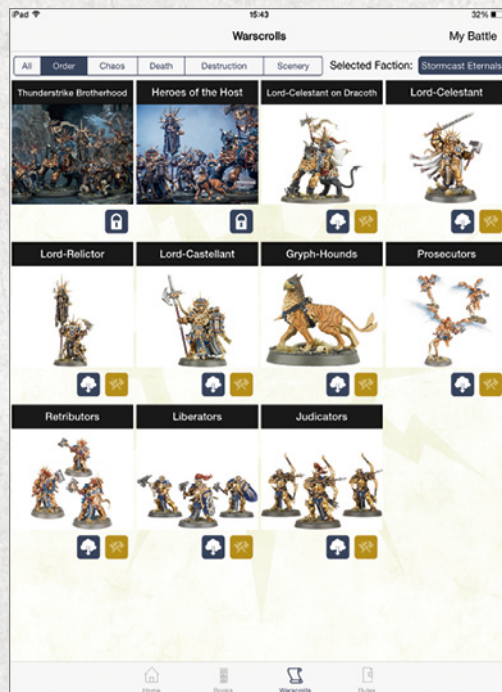 iPad 15:43 32%
Warscrolls My Battle
All Order Chaos Death Destruction Scenery Selected Faction: Stormcast Eternals
Thunderstrike Brotherhood Heroes of the Host Lord-Celestant on Dracoth Lord-Celestant
Lord-Relictor Lord-Castellant Gryph-Hounds Prosecutors
Retributors Liberators Judicators
Home Books Warscrolls Rules